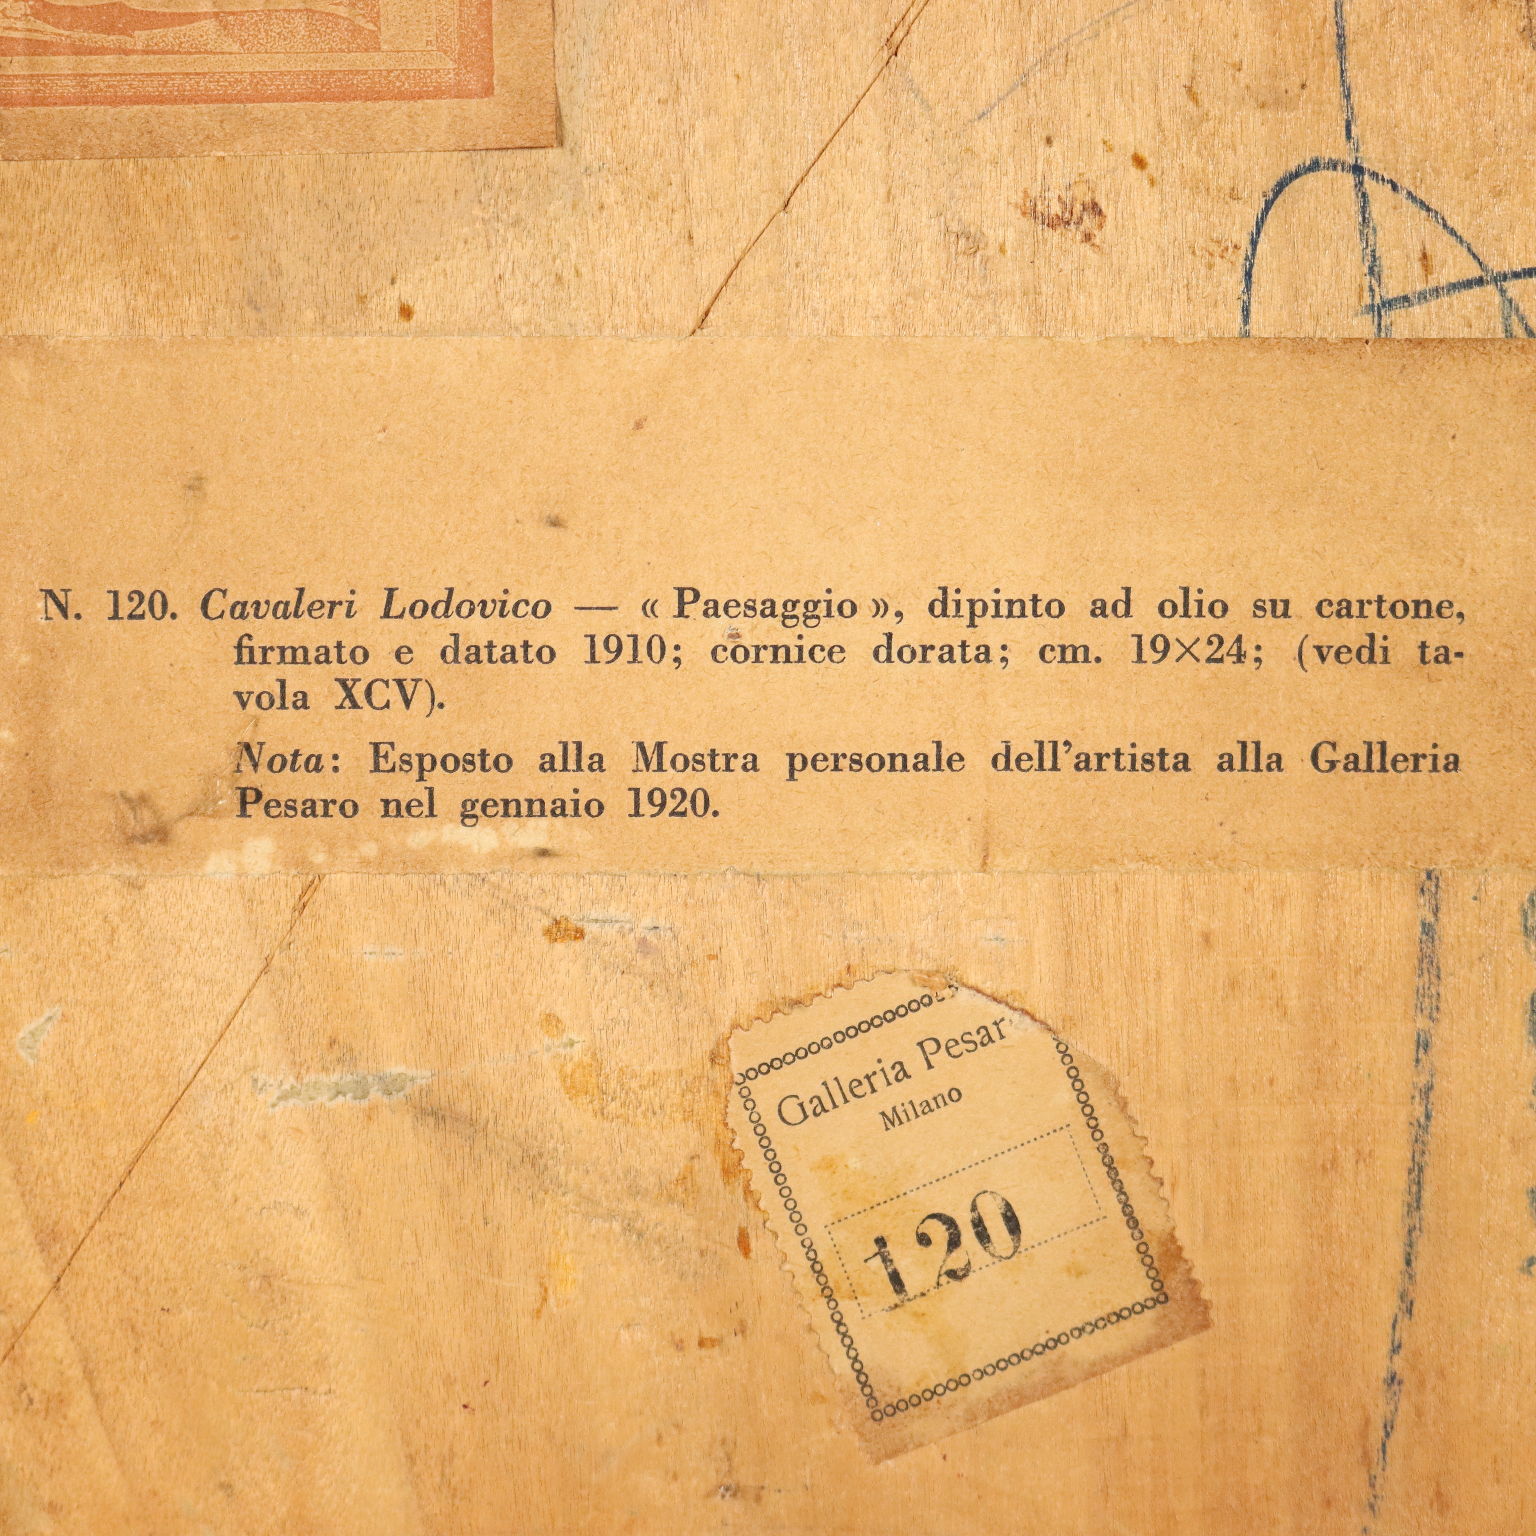 N. 120. Cavaleri Lodovico — « Paesaggio », dipinto ad olio su cartone,
firmato e datato 1910; cornice dorata; cm. 19×24; (vedi ta-
vola XCV).
Nota: Esposto alla Mostra personale dell'artista alla Galleria
Pesaro nel gennaio 1920.
Galleria Pesar
Milano
120